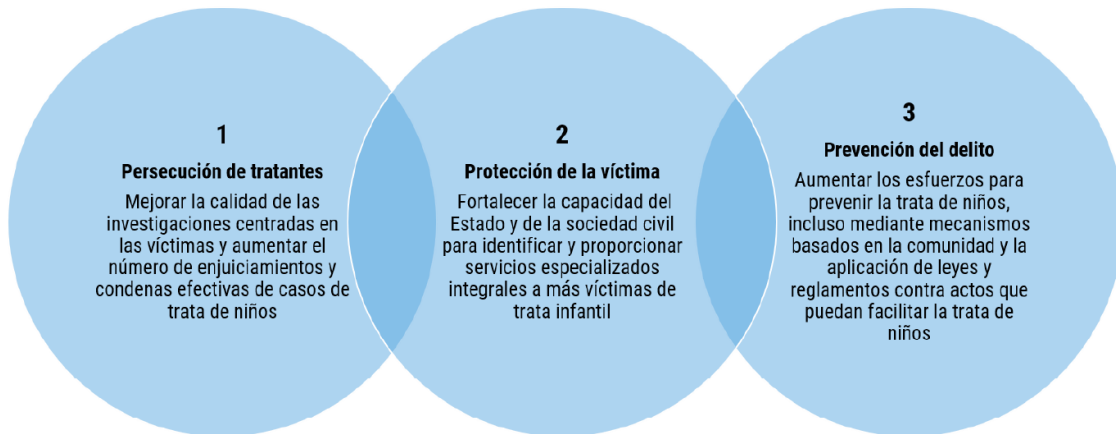 1
Persecución de tratantes
Mejorar la calidad de las
investigaciones centradas en
las víctimas y aumentar el
número de enjuiciamientos y
condenas efectivas de casos de
trata de niños
2
Protección de la víctima
Fortalecer la capacidad del
Estado y de la sociedad civil
para identificar y proporcionar
servicios especializados
integrales a más víctimas de
trata infantil
3
Prevención del delito
Aumentar los esfuerzos para
prevenir la trata de niños,
incluso mediante mecanismos
basados en la comunidad y la
aplicación de leyes y
reglamentos contra actos que
puedan facilitar la trata de
niños